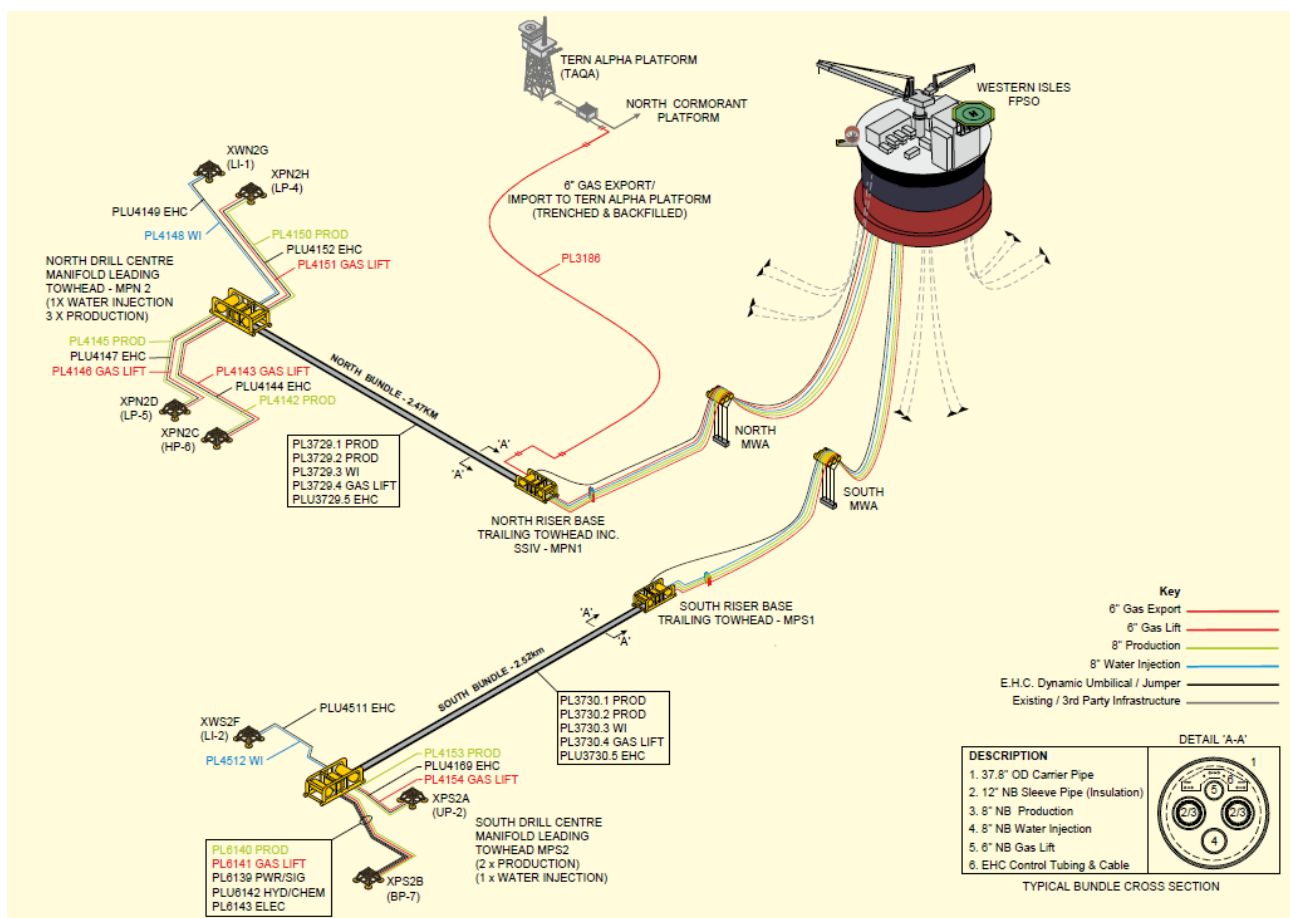 TERN ALPHA PLATFORM
(TAQA)
NORTH CORMORANT
PLATFORM
WESTERN ISLES
FPSO
H
6" GAS EXPORT/
IMPORT TO TERN ALPHA PLATFORM
(TRENCHED & BACKFILLED)
PL3186
XWN2G
(LI-1)
XPN2H
(LP-4)
PLU4149 EHC
PL4148 WI
PL4150 PROD
PLU4152 EHC
PL4151 GAS LIFT
NORTH DRILL CENTRE
MANIFOLD LEADING
TOWHEAD - MPN 2
(1X WATER INJECTION
3 X PRODUCTION)
PL4145 PROD
PLU4147 EHC
PL4146 GAS LIFT
PL4143 GAS LIFT
PLU4144 EHC
PL4142 PROD
XPN2D
(LP-5)
XPN2C
(HP-6)
NORTH BUNDLE - 2.47KM
PL3729.1 PROD
PL3729.2 PROD
PL3729.3 WI
PL3729.4 GAS LIFT
PLU3729.5 EHC
'A'
'A'
NORTH RISER BASE
TRAILING TOWHEAD INC.
SSIV - MPN1
NORTH
MWA
SOUTH
MWA
SOUTH RISER BASE
TRAILING TOWHEAD - MPS1
'A'
'A'
SOUTH BUNDLE - 2.52km
PL3730.1 PROD
PL3730.2 PROD
PL3730.3 WI
PL3730.4 GAS LIFT
PLU3730.5 EHC
XWS2F
(LI-2)
PLU4511 EHC
PL4512 WI
PL4153 PROD
PLU4169 EHC
PL4154 GAS LIFT
XPS2A
(UP-2)
SOUTH DRILL CENTRE
MANIFOLD LEADING
TOWHEAD MPS2
(2 x PRODUCTION)
(1 x WATER INJECTION)
PL6140 PROD
PL6141 GAS LIFT
PL6139 PWR/SIG
PLU6142 HYD/CHEM
PL6143 ELEC
XPS2B
(BP-7)
Key
6" Gas Export
6" Gas Lift
8" Production
8" Water Injection
E.H.C. Dynamic Umbilical / Jumper
Existing / 3rd Party Infrastructure
DETAIL 'A-A'
DESCRIPTION
1. 37.8" OD Carrier Pipe
2. 12" NB Sleeve Pipe (Insulation)
3. 8" NB Production
4. 8" NB Water Injection
5. 6" NB Gas Lift
6. EHC Control Tubing & Cable
1
6
5
2/3
2/3
4
TYPICAL BUNDLE CROSS SECTION